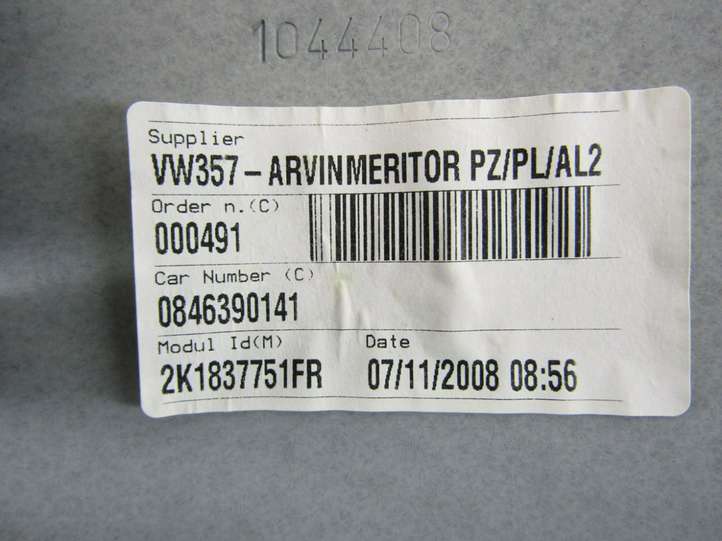 1044408
Supplier
VW357-ARVINMERITOR PZ/PL/AL2
Order n.(C)
000491
Car Number (C)
0846390141
Modul Id(M) Date
2K1837751FR 07/11/2008 08:56